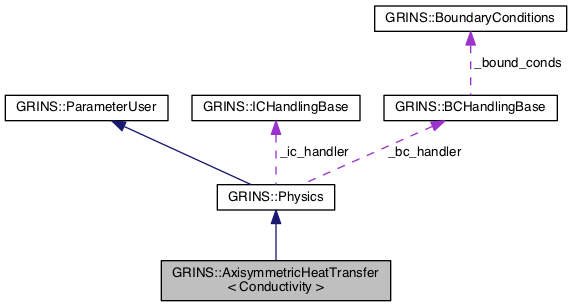 GRINS::BoundaryConditions
_bound_conds
GRINS::ParameterUser
GRINS::ICHandlingBase
GRINS::BCHandlingBase
_ic_handler
_bc_handler
GRINS::Physics
GRINS::AxisymmetricHeatTransfer
< Conductivity >